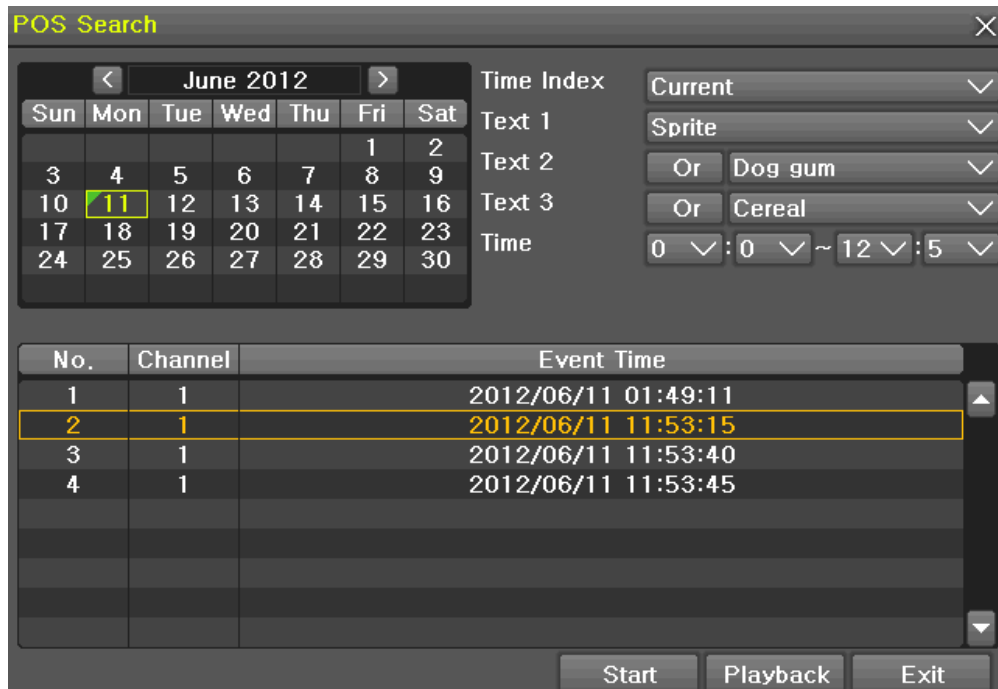 POS Search
June 2012
Sun Mon Tue Wed Thu Fri Sat
1 2
3 4 5 6 7 8 9
10 11 12 13 14 15 16
17 18 19 20 21 22 23
24 25 26 27 28 29 30
Time Index Current
Text 1 Sprite
Text 2 Or Dog gum
Text 3 Or Cereal
Time 0 : 0 ~ 12 : 5
No. Channel Event Time
1 1 2012/06/11 01:49:11
2 1 2012/06/11 11:53:15
3 1 2012/06/11 11:53:40
4 1 2012/06/11 11:53:45
Start Playback Exit